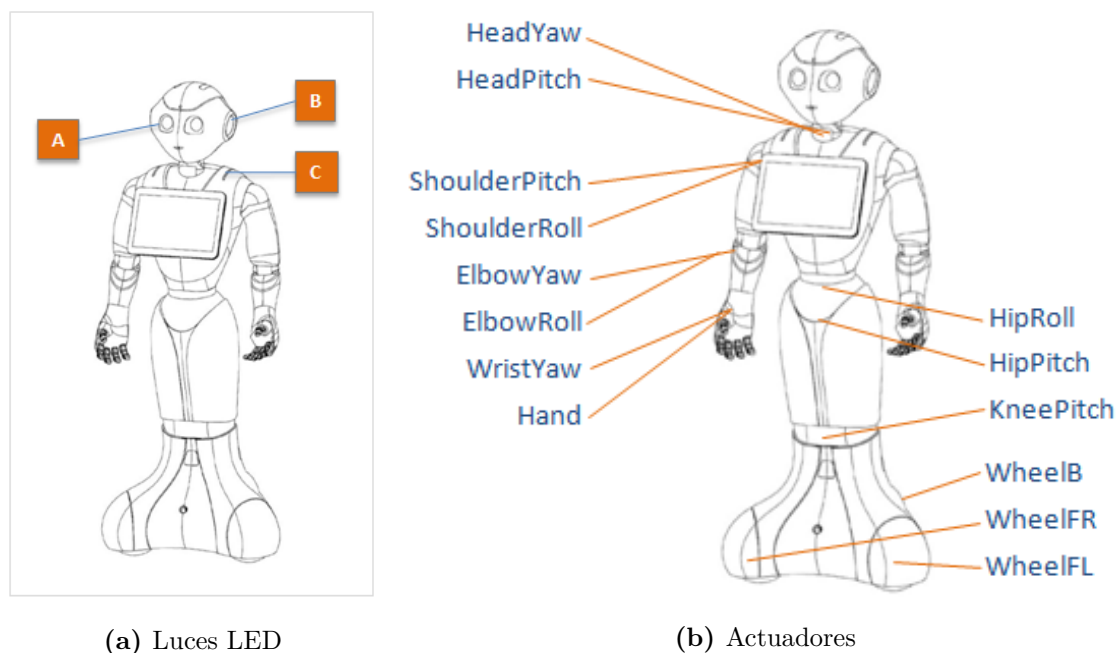 A
B
C
(a) Luces LED
HeadYaw
HeadPitch
ShoulderPitch
ShoulderRoll
ElbowYaw
ElbowRoll
WristYaw
Hand
HipRoll
HipPitch
KneePitch
WheelB
WheelFR
WheelFL
(b) Actuadores